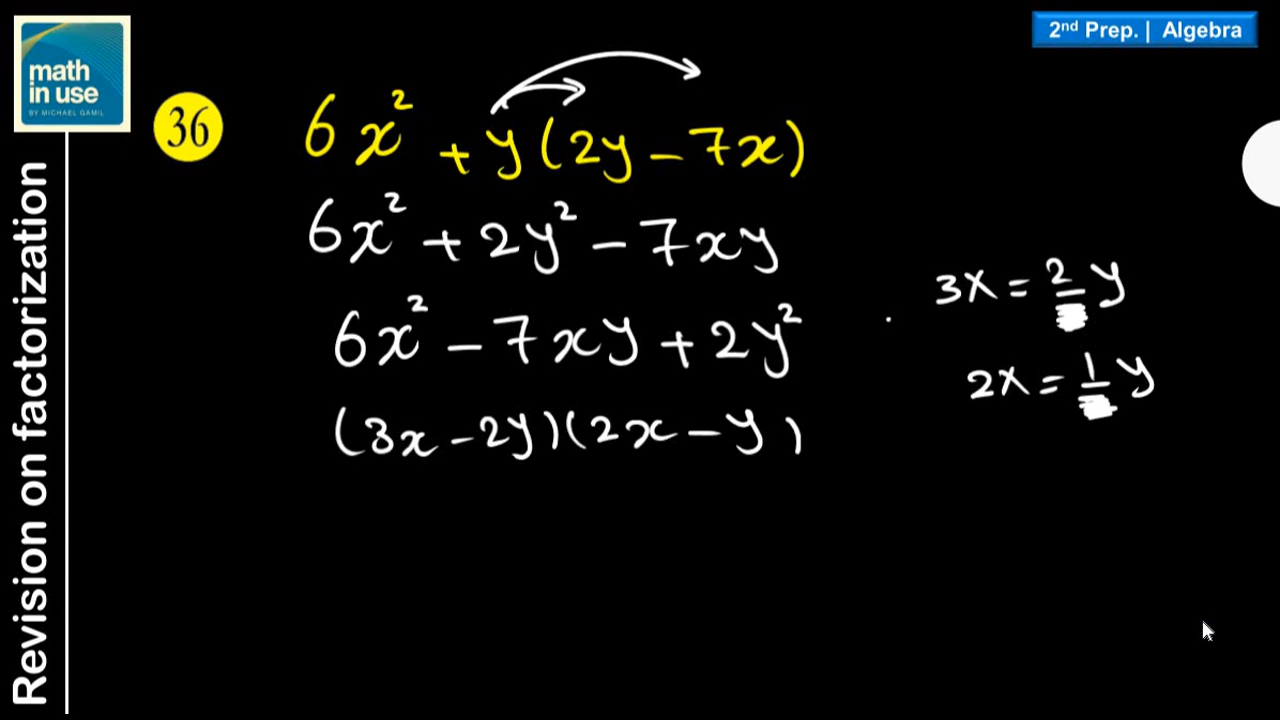 math
in use
BY MICHAEL GAMIL
2nd Prep. | Algebra
Revision on factorization
36
6x² + y(2y - 7x)
6x² + 2y² - 7xy
6x² - 7xy + 2y²
(3x - 2y)(2x - y)
3x = 2y
2x = 1y